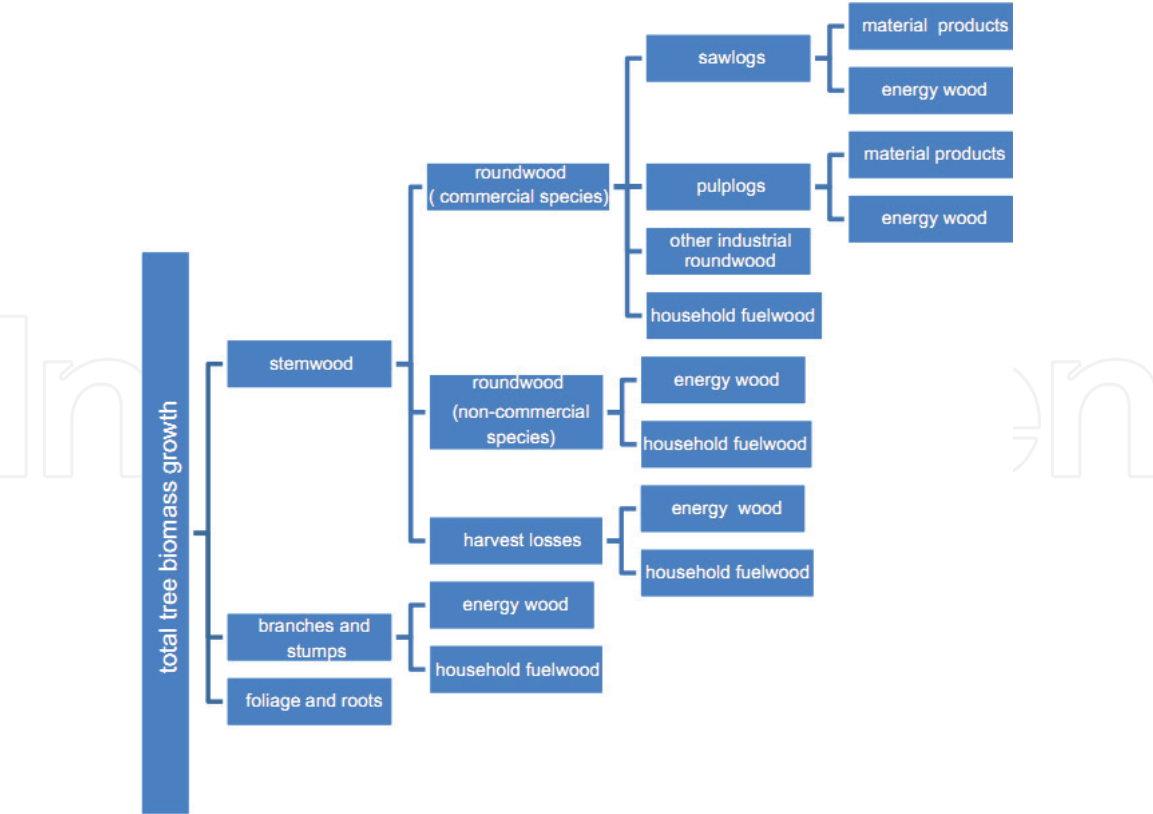 total tree biomass growth
stemwood
roundwood
( commercial species)
sawlogs
material  products
energy wood
pulplogs
material products
energy wood
other industrial
roundwood
household fuelwood
roundwood
(non-commercial
species)
energy wood
household fuelwood
harvest losses
energy  wood
household fuelwood
branches and
stumps
energy wood
household fuelwood
foliage and roots